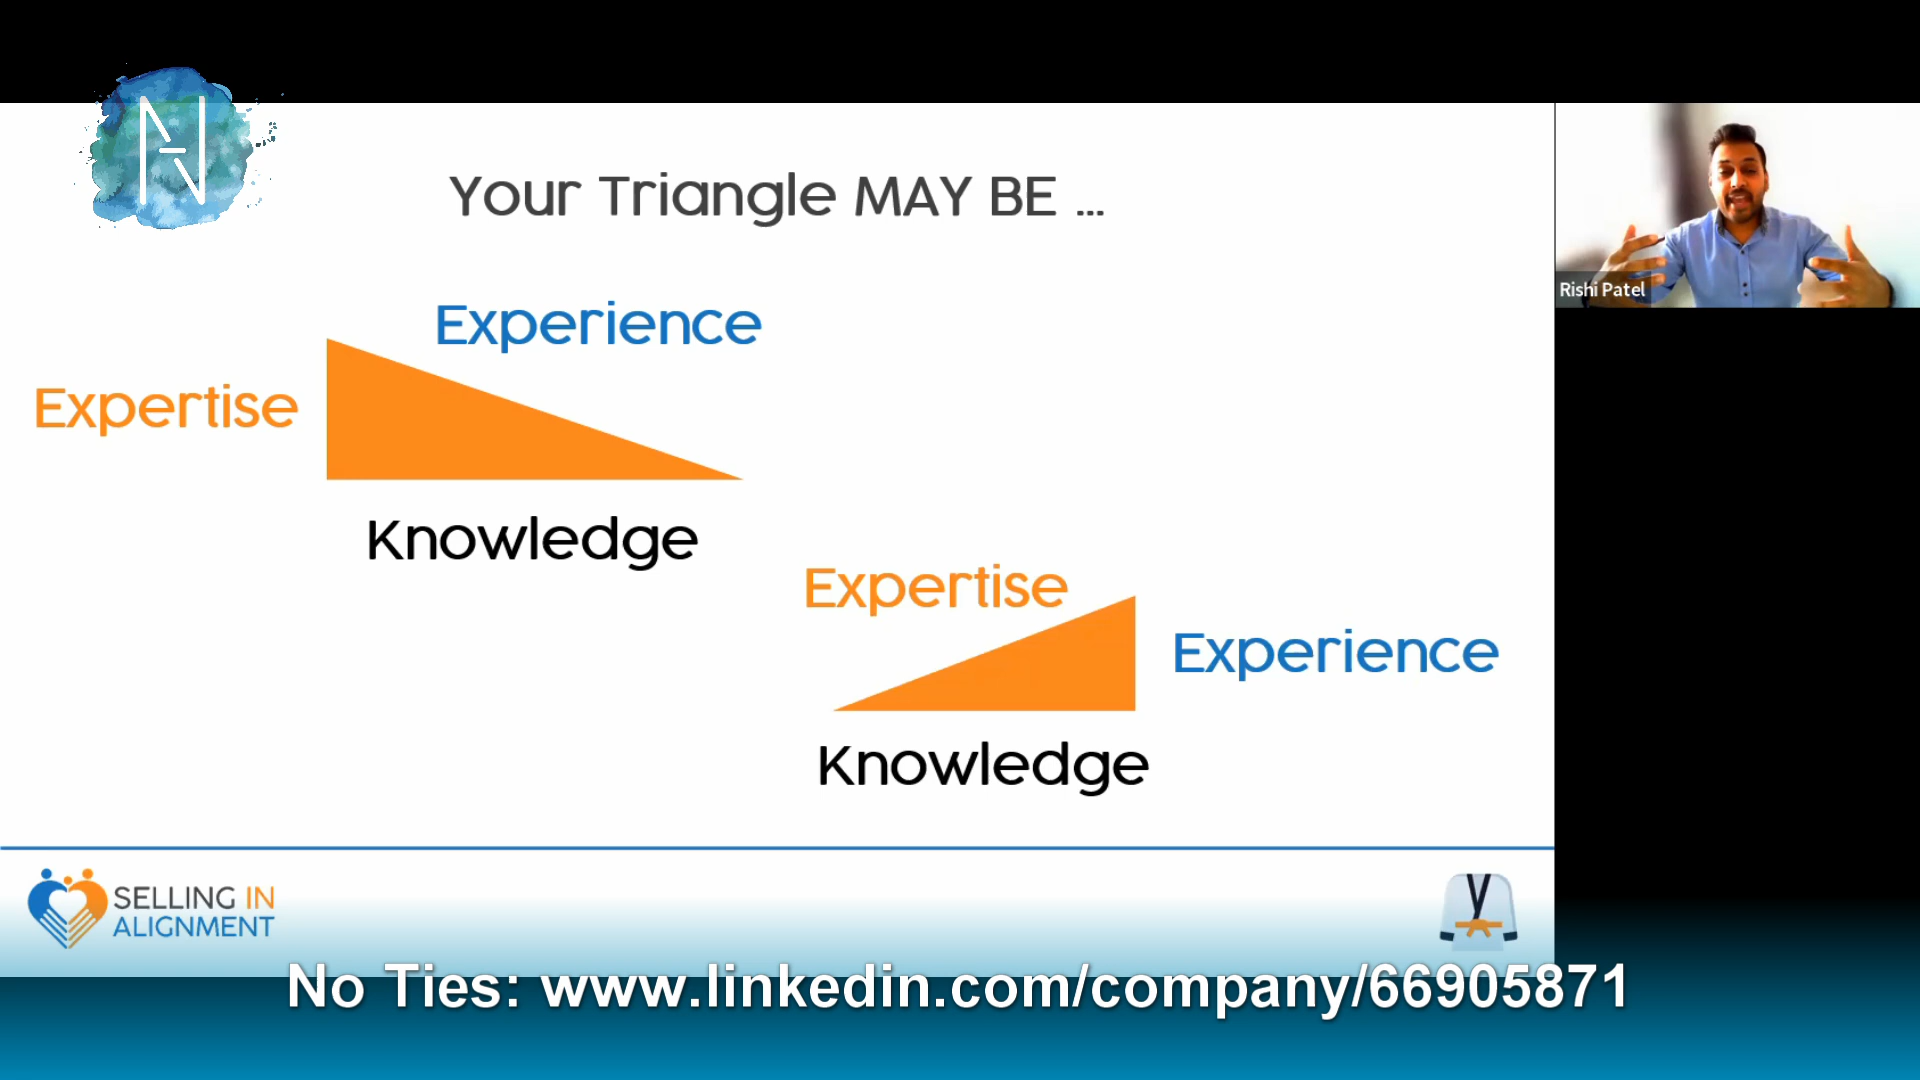 N
Your Triangle MAY BE ...
Rishi Patel
Experience
Expertise
Knowledge
Expertise
Experience
Knowledge
SELLING IN
ALIGNMENT
No Ties: www.linkedin.com/company/66905871